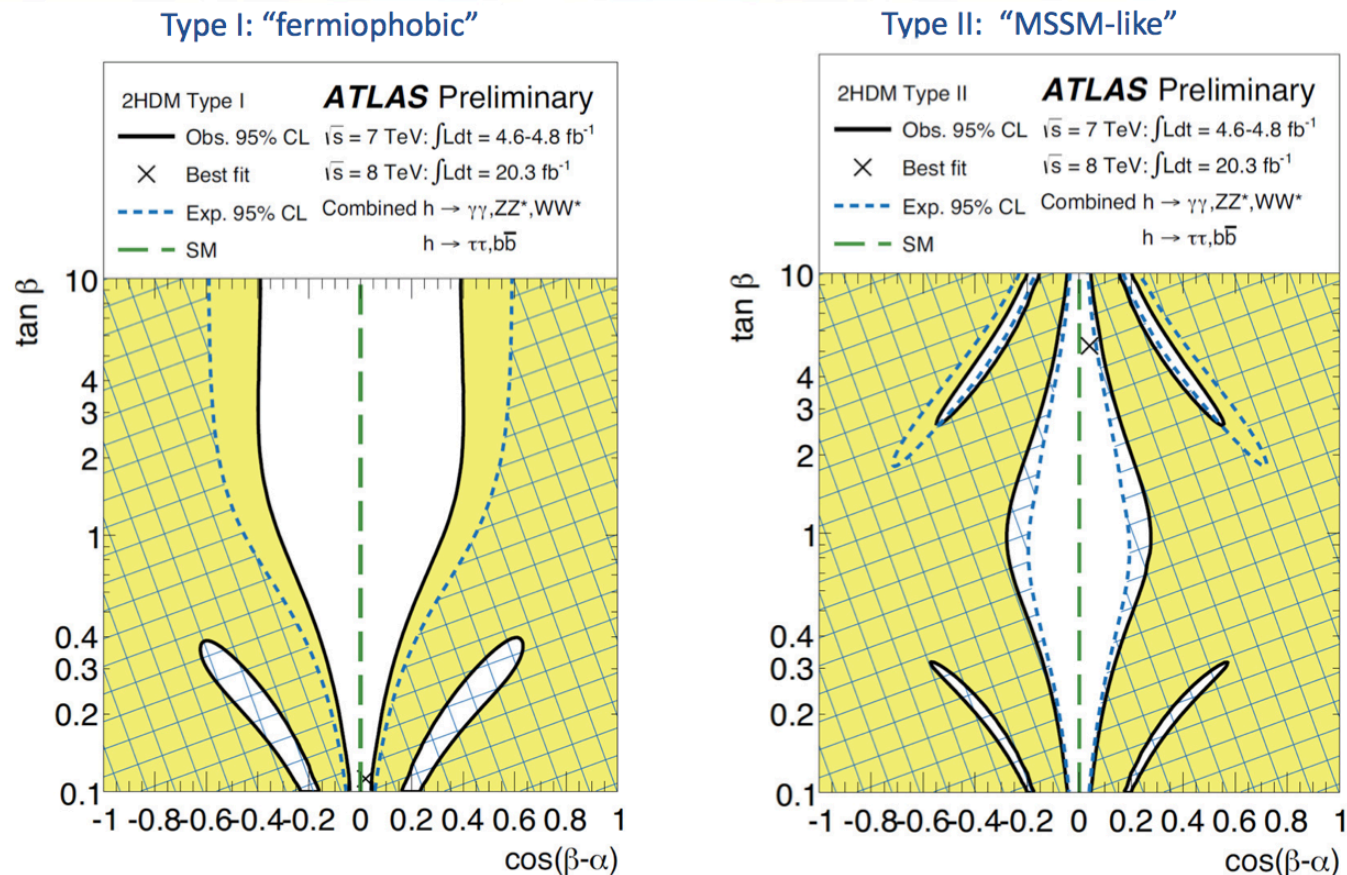 Type I: “fermiophobic”
2HDM Type I
ATLAS Preliminary
Obs. 95% CL
√s = 7 TeV: ∫Ldt = 4.6-4.8 fb⁻¹
Best fit
√s = 8 TeV: ∫Ldt = 20.3 fb⁻¹
Exp. 95% CL
Combined h → γγ,ZZ*,WW*
SM
h → ττ,bb̅
tan β
10
4
3
2
1
0.4
0.3
0.2
0.1
-1 -0.8 -0.6 -0.4 -0.2 0 0.2 0.4 0.6 0.8 1
cos(β-α)
Type II: “MSSM-like”
2HDM Type II
ATLAS Preliminary
Obs. 95% CL
√s = 7 TeV: ∫Ldt = 4.6-4.8 fb⁻¹
Best fit
√s = 8 TeV: ∫Ldt = 20.3 fb⁻¹
Exp. 95% CL
Combined h → γγ,ZZ*,WW*
SM
h → ττ,bb̅
tan β
10
4
3
2
1
0.4
0.3
0.2
0.1
-1 -0.8 -0.6 -0.4 -0.2 0 0.2 0.4 0.6 0.8 1
cos(β-α)